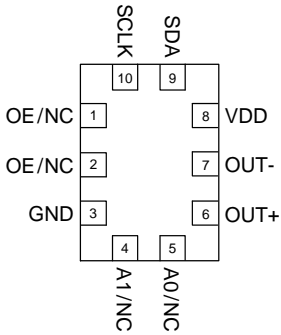 SCLK
SDA
10
9
OE/NC
1
8
VDD
OE/NC
2
7
OUT-
GND
3
6
OUT+
4
5
A1/NC
A0/NC